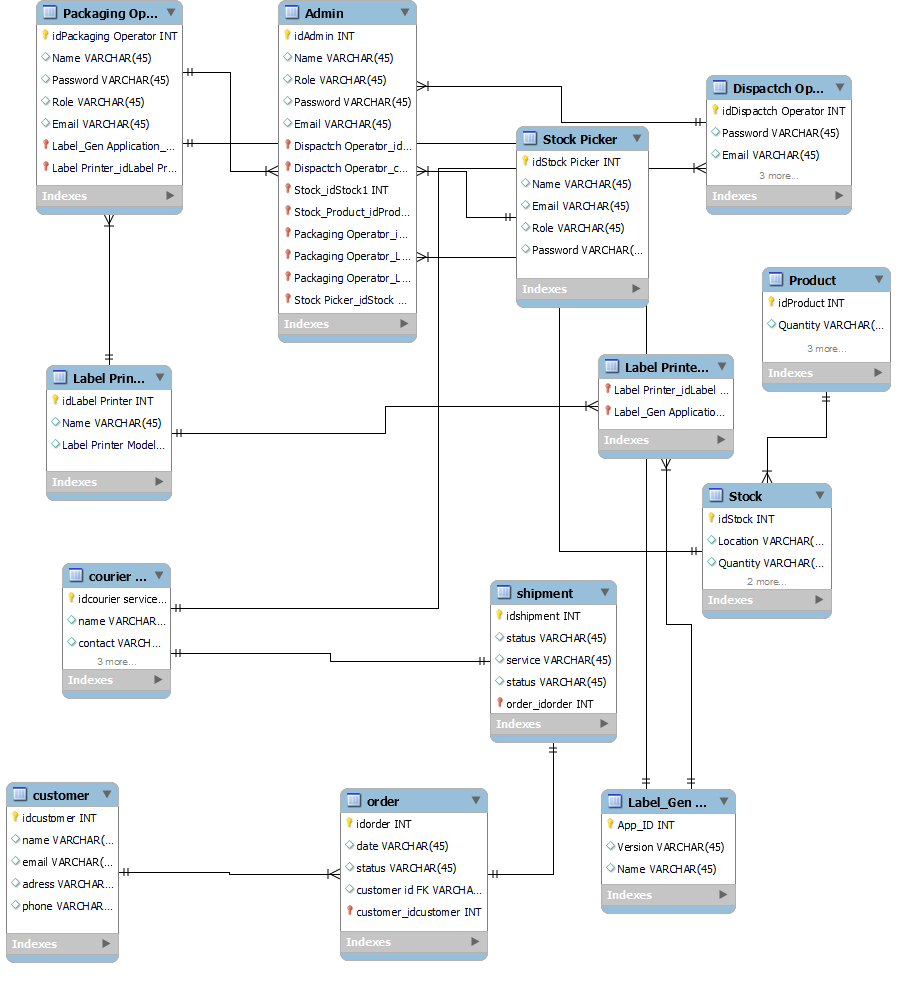 Packaging Op...
idPackaging Operator INT
Name VARCHAR(45)
Password VARCHAR(45)
Role VARCHAR(45)
Email VARCHAR(45)
Label_Gen Application_...
Label Printer_idLabel Pr...
Indexes
Admin
idAdmin INT
Name VARCHAR(45)
Role VARCHAR(45)
Password VARCHAR(45)
Email VARCHAR(45)
Dispactch Operator_id...
Dispactch Operator_c...
Stock_idStock1 INT
Stock_Product_idProd...
Packaging Operator_i...
Packaging Operator_L...
Packaging Operator_L...
Stock Picker_idStock ...
Indexes
Dispactch Op...
idDispactch Operator INT
Password VARCHAR(45)
Email VARCHAR(45)
3 more...
Indexes
Stock Picker
idStock Picker INT
Name VARCHAR(45)
Email VARCHAR(45)
Role VARCHAR(45)
Password VARCHAR(...
Indexes
Product
idProduct INT
Quantity VARCHAR(...
3 more...
Indexes
Label Prin...
idLabel Printer INT
Name VARCHAR(45)
Label Printer Model...
Indexes
Label Printe...
Label Printer_idLabel ...
Label_Gen Applicatio...
Indexes
Stock
idStock INT
Location VARCHAR(...
Quantity VARCHAR(...
2 more...
Indexes
courier ...
idcourier service...
name VARCHAR...
contact VARCH...
3 more...
Indexes
shipment
idshipment INT
status VARCHAR(45)
service VARCHAR(45)
status VARCHAR(45)
order_idorder INT
Indexes
customer
idcustomer INT
name VARCHAR(...
email VARCHAR(...
adress VARCHAR...
phone VARCHAR...
Indexes
order
idorder INT
date VARCHAR(45)
status VARCHAR(45)
customer id FK VARCHA...
customer_idcustomer INT
Indexes
Label_Gen ...
App_ID INT
Version VARCHAR(45)
Name VARCHAR(45)
Indexes